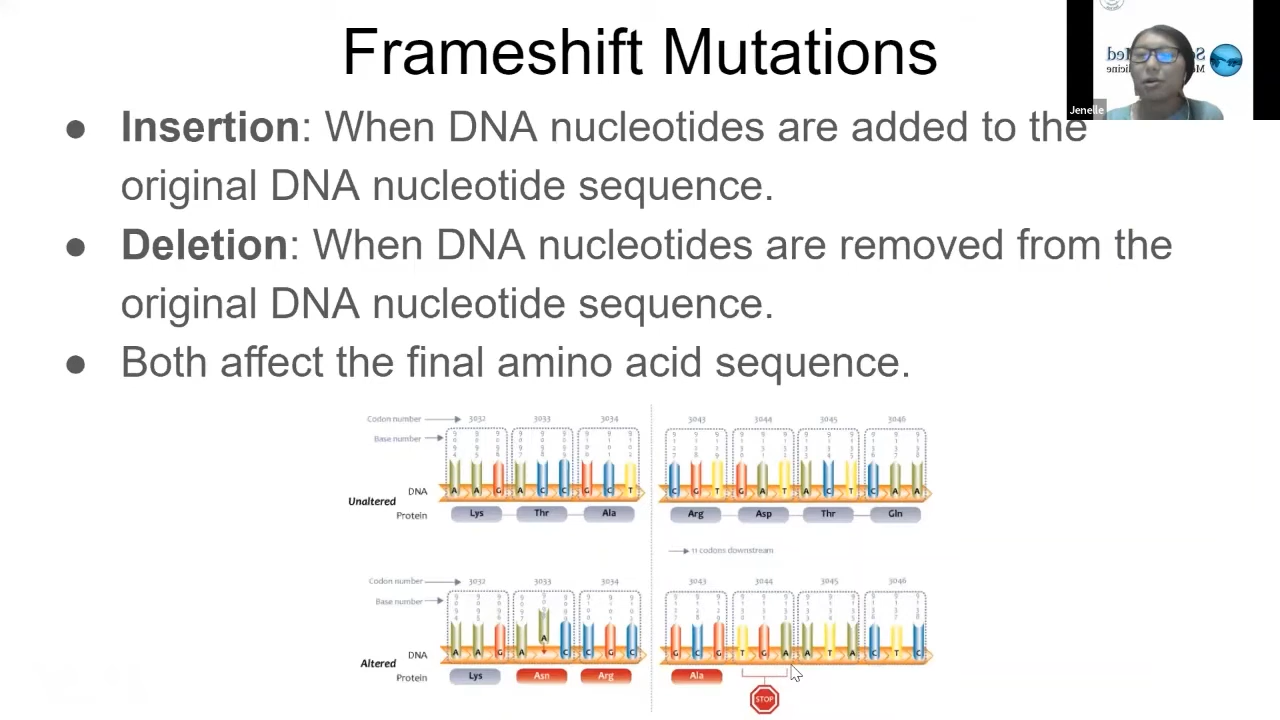 Frameshift Mutations
Jenelle
● Insertion: When DNA nucleotides are added to the
original DNA nucleotide sequence.
● Deletion: When DNA nucleotides are removed from the
original DNA nucleotide sequence.
● Both affect the final amino acid sequence.
Codon number 3032 3033 3034 3043 3044 3045 3046
Base number
DNA A A G A C C G C T C G T G A T A C T C A A
Unaltered
Protein Lys Thr Ala Arg Asp Thr Gln
11 codons downstream
Codon number 3032 3033 3034 3043 3044 3045 3046
Base number
A
DNA A A G A C C G C G C G T G A A T A C T C
Altered
Protein Lys Asn Arg Ala
STOP